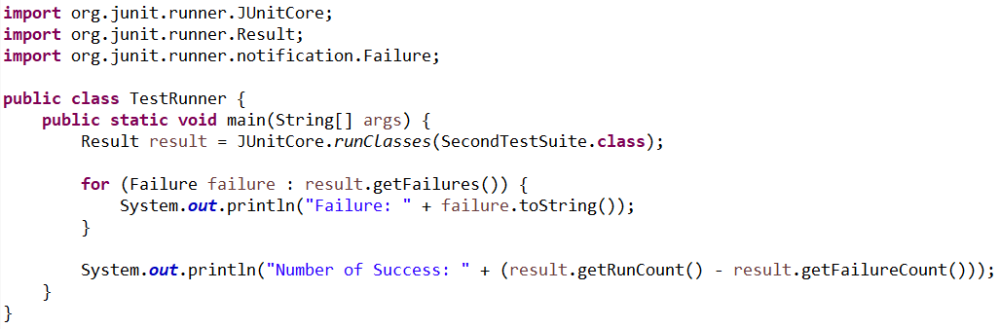 import org.junit.runner.JUnitCore;
import org.junit.runner.Result;
import org.junit.runner.notification.Failure;

public class TestRunner {
    public static void main(String[] args) {
        Result result = JUnitCore.runClasses(SecondTestSuite.class);

        for (Failure failure : result.getFailures()) {
            System.out.println("Failure: " + failure.toString());
        }

        System.out.println("Number of Success: " + (result.getRunCount() - result.getFailureCount()));
    }
}